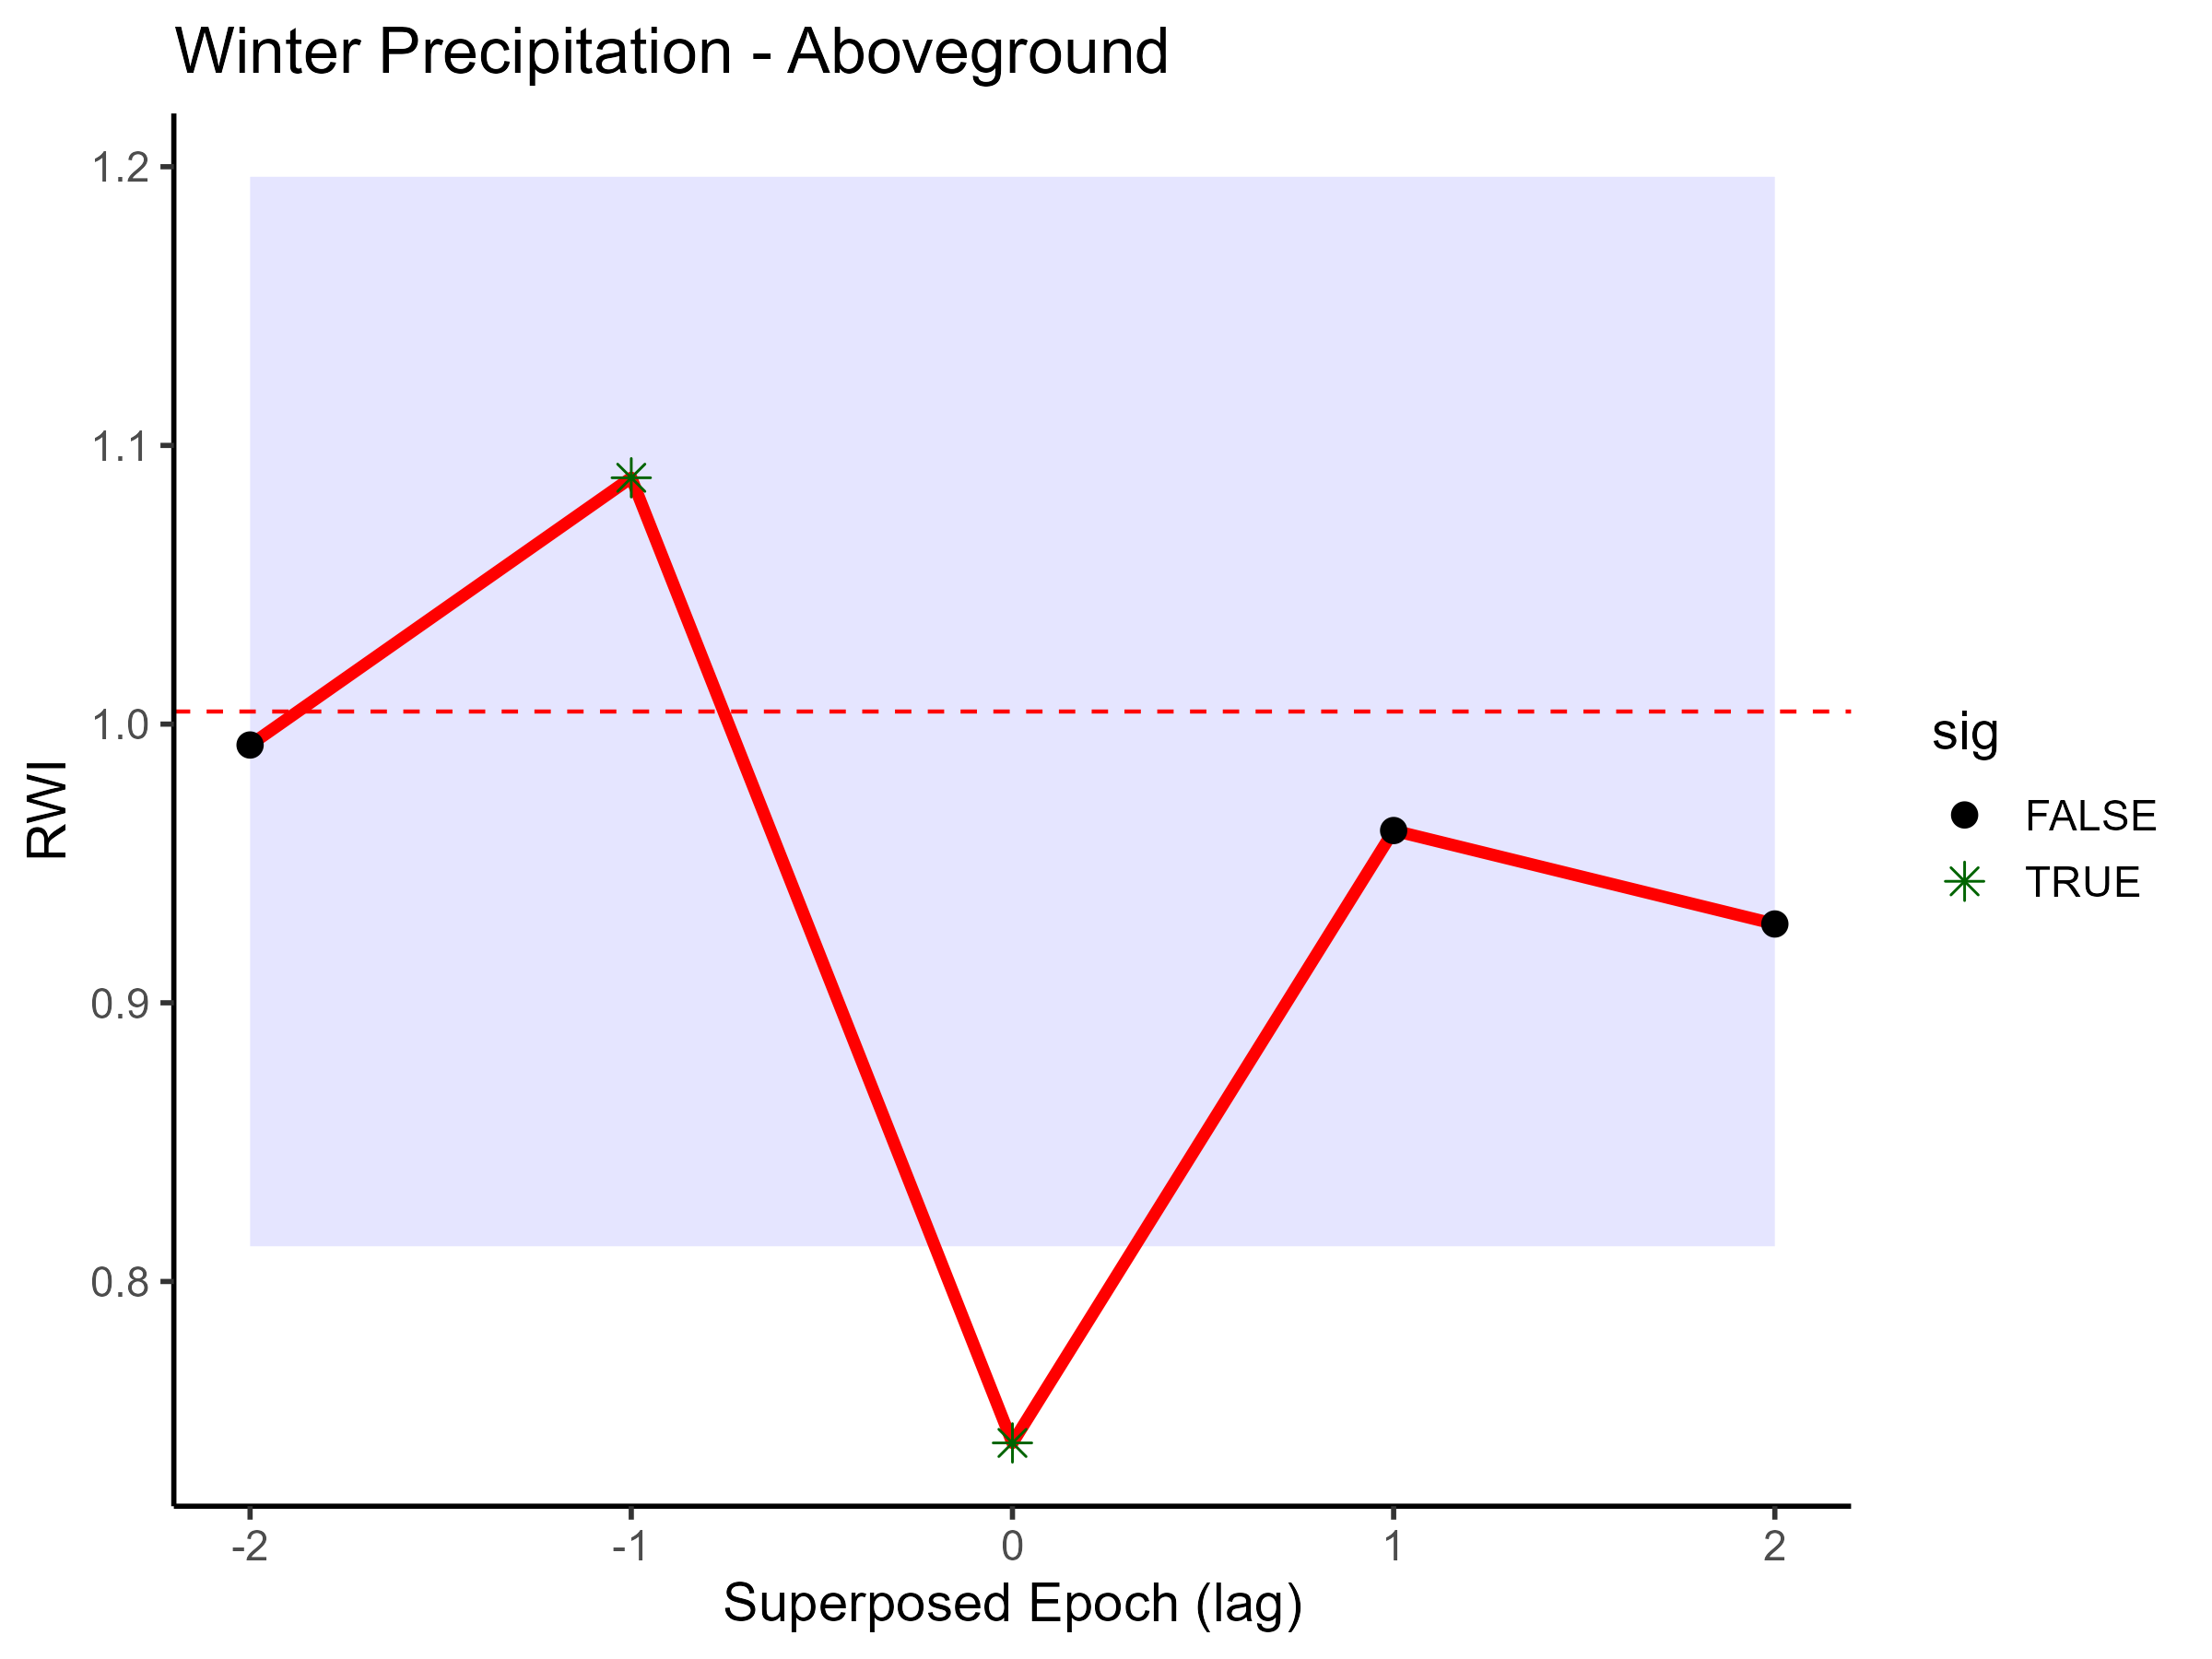 Winter Precipitation - Aboveground
1.2
1.1
1.0
0.9
0.8
RWI
-2
-1
0
1
2
Superposed Epoch (lag)
sig
FALSE
TRUE